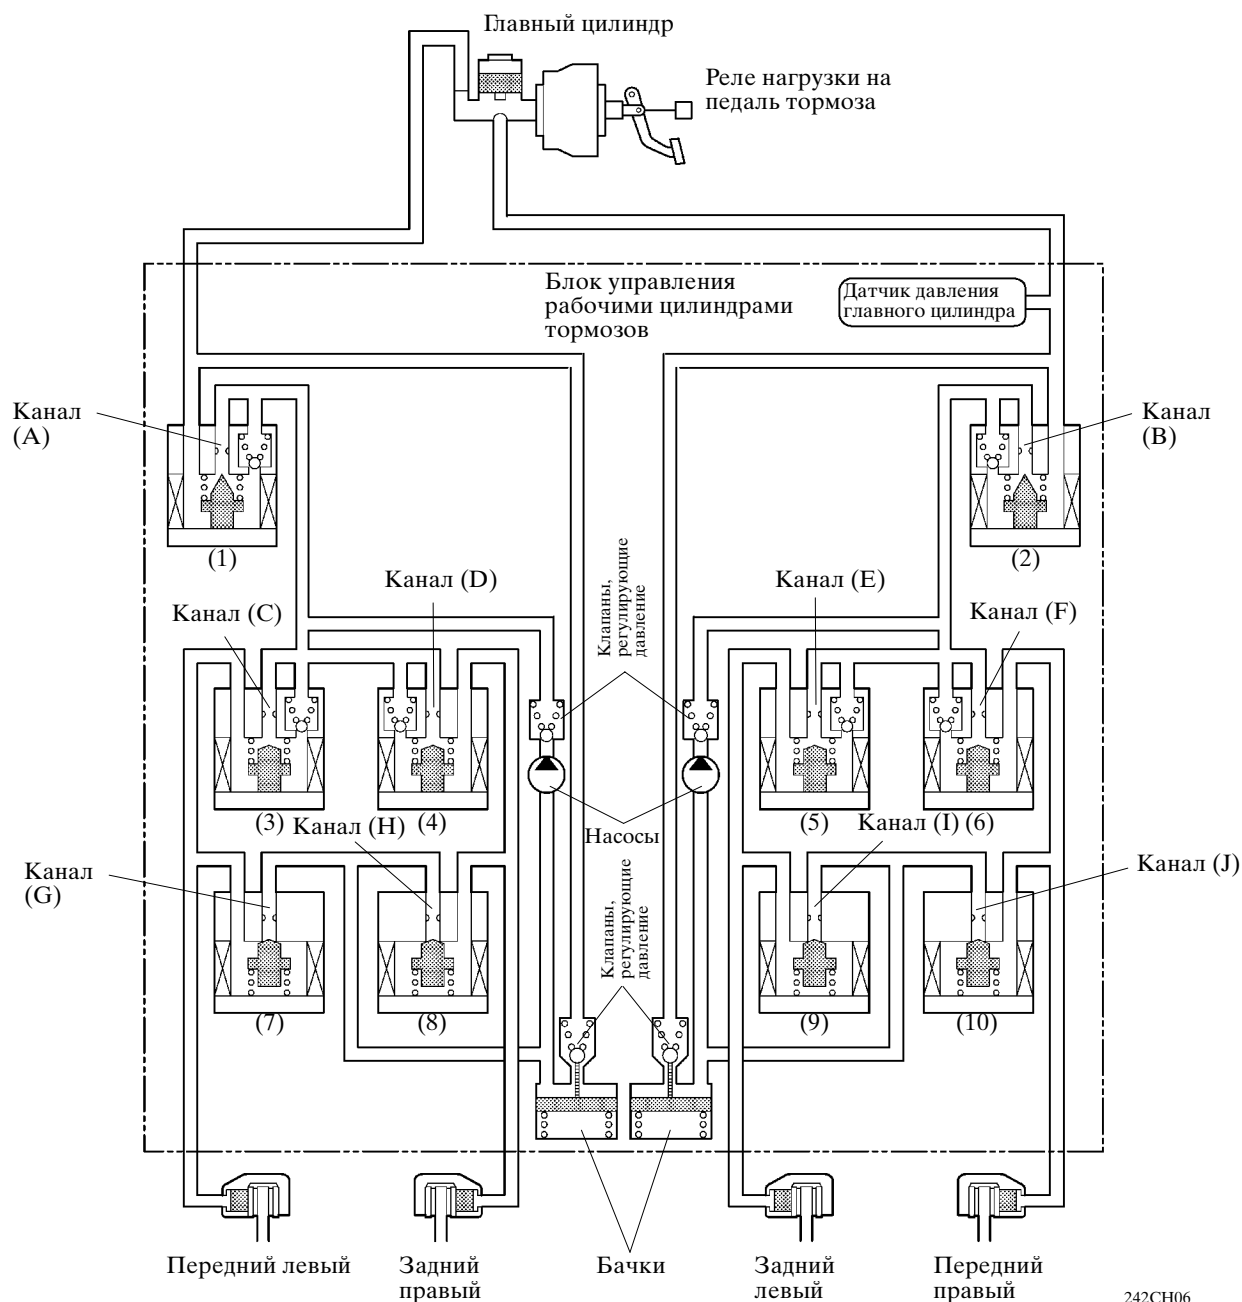 Главный цилиндр
Реле нагрузки на
педаль тормоза
Блок управления
рабочими цилиндрами
тормозов
Датчик давления
главного цилиндра
Канал
(A)
Канал
(B)
(1)
(2)
Клапаны,
регулирующие
давление
Канал (D)
Канал (E)
Канал (C)
Канал (F)
(3)
Канал (H)
(4)
Насосы
(5)
Канал (I)
(6)
Канал
(G)
Канал (J)
Клапаны,
регулирующие
давление
(7)
(8)
(9)
(10)
Передний левый
Задний
правый
Бачки
Задний
левый
Передний
правый
242CH06